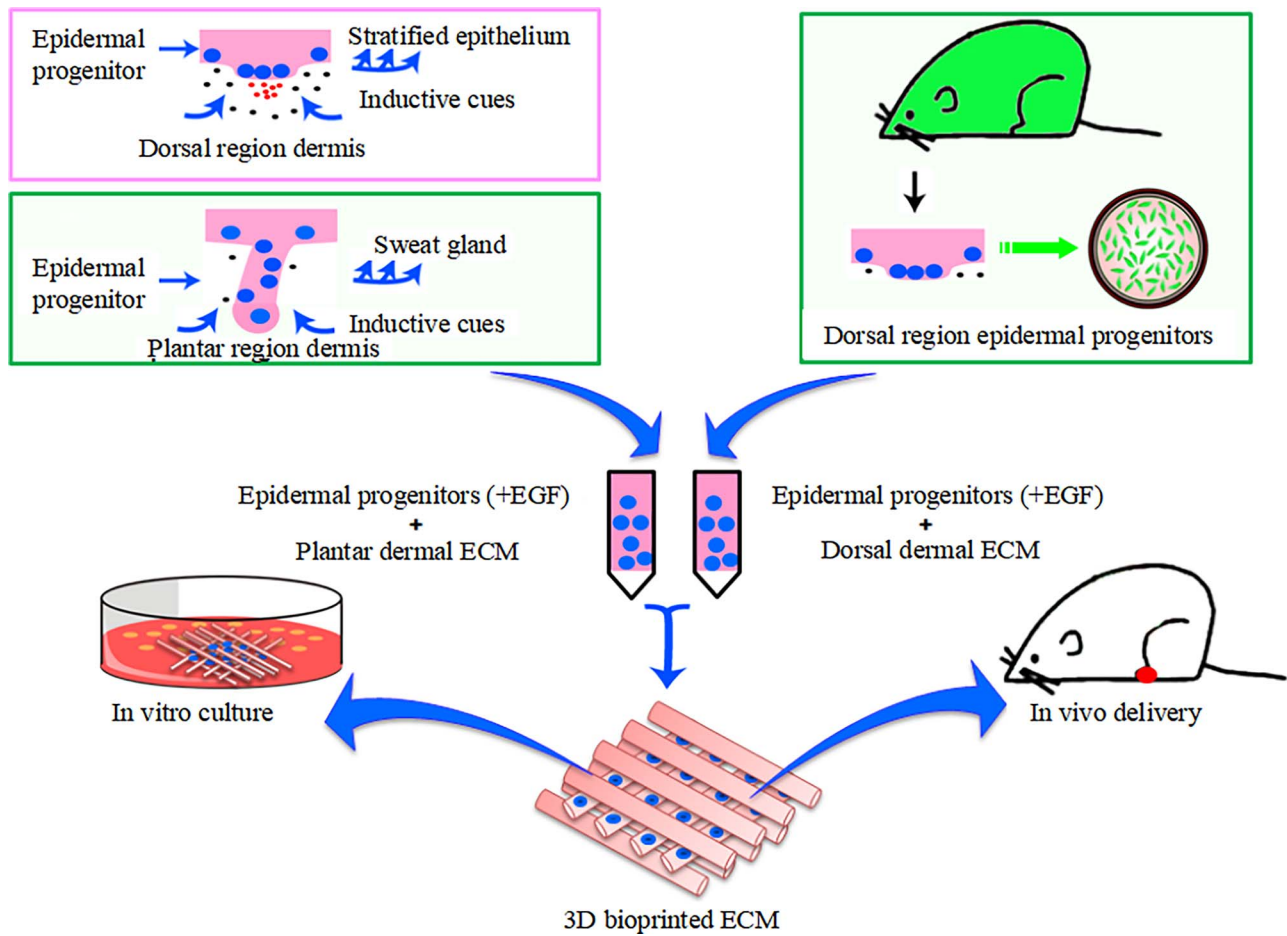 Epidermal
progenitor
Stratified epithelium
Inductive cues
Dorsal region dermis
Epidermal
progenitor
Sweat gland
Inductive cues
Plantar region dermis
Dorsal region epidermal progenitors
Epidermal progenitors (+EGF)
+
Plantar dermal ECM
Epidermal progenitors (+EGF)
+
Dorsal dermal ECM
In vitro culture
In vivo delivery
3D bioprinted ECM